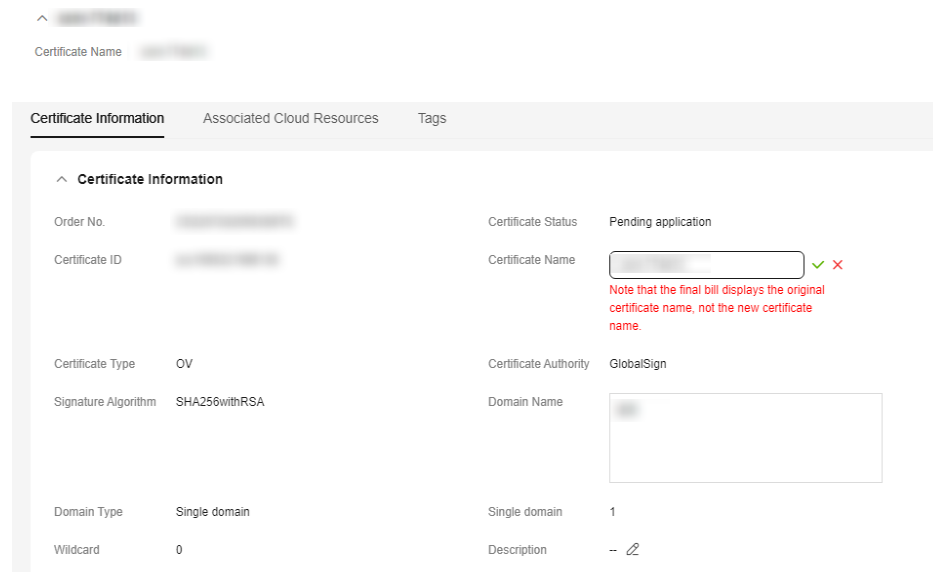 Certificate Name
Certificate Information Associated Cloud Resources Tags
Certificate Information
Order No. Certificate Status Pending application
Certificate ID Certificate Name
Note that the final bill displays the original
certificate name, not the new certificate
name.
Certificate Type OV Certificate Authority GlobalSign
Signature Algorithm SHA256withRSA Domain Name
Domain Type Single domain Single domain 1
Wildcard 0 Description --